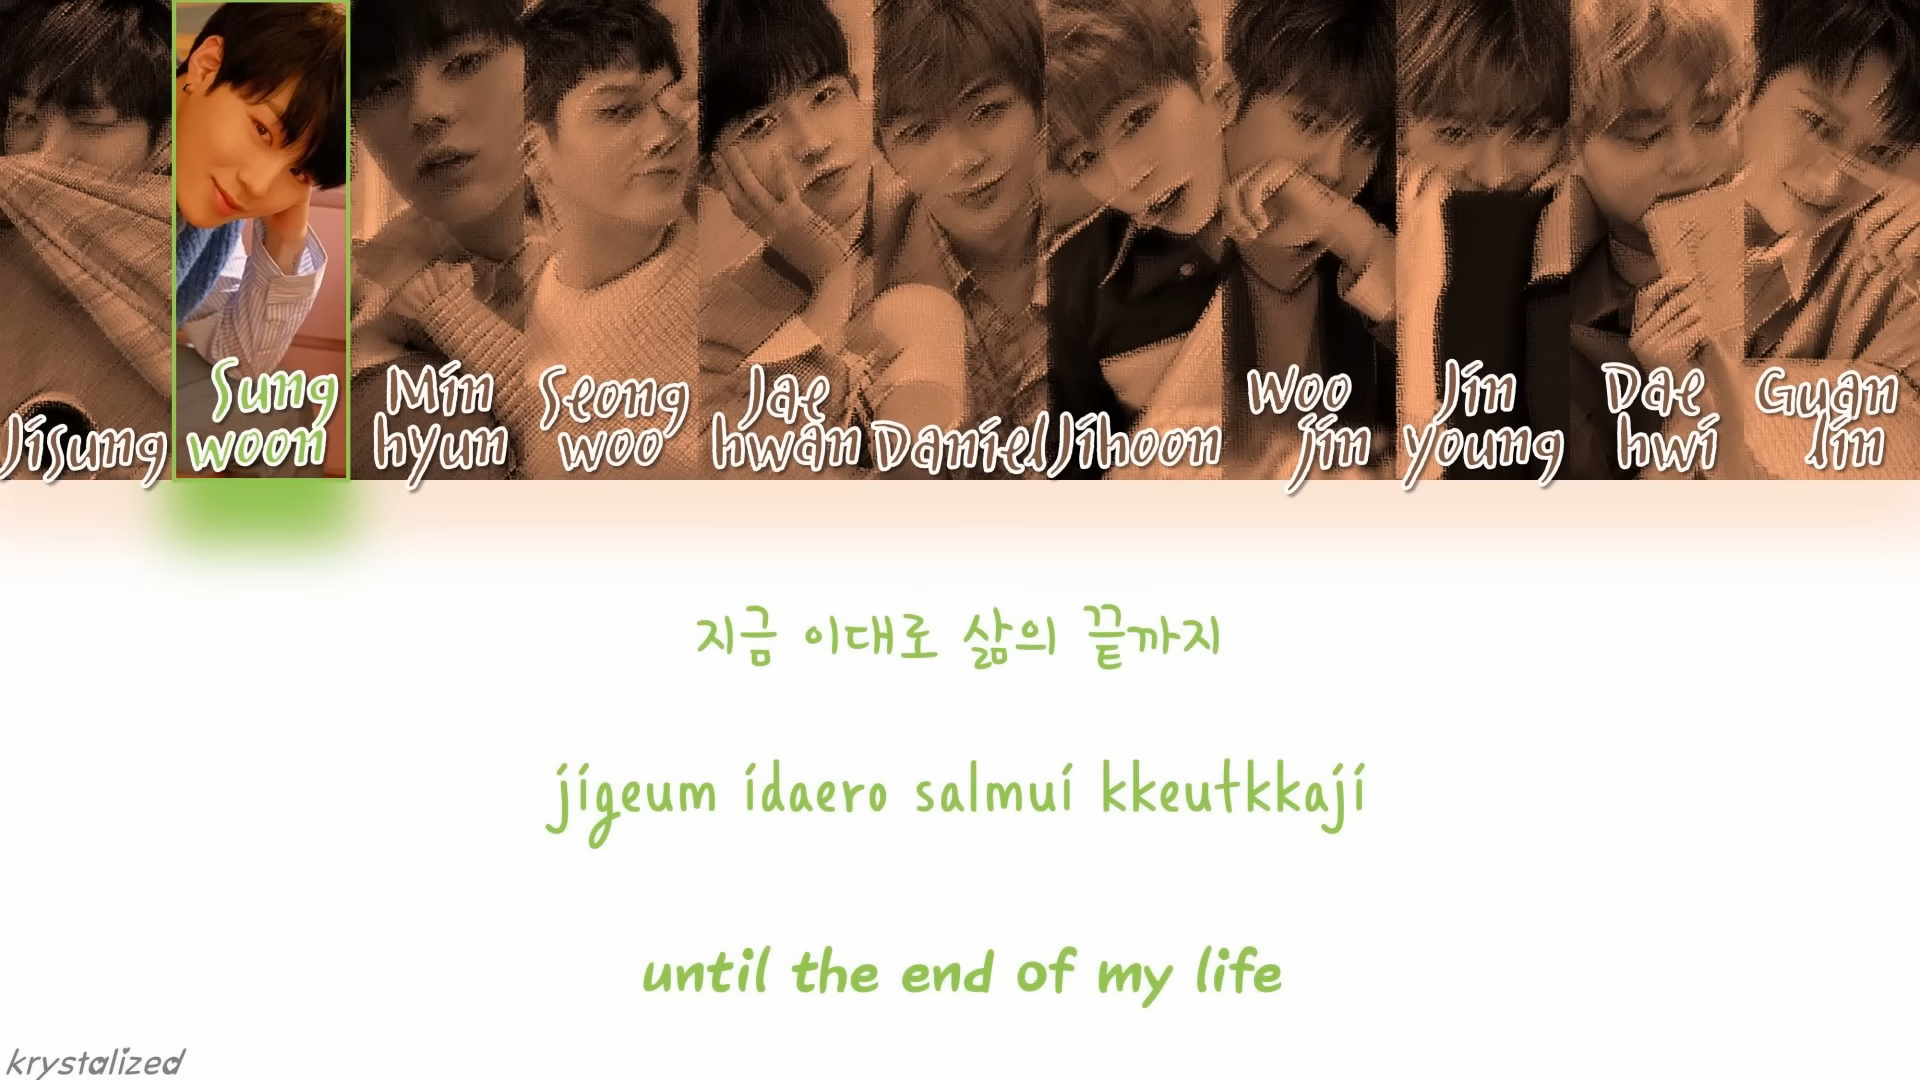 Jisung
Sung
woon
Min
hyun
Seong
woo
Jae
hwan
Daniel
Jihoon
Woo
jin
Jin
young
Dae
hwi
Guan
lin
지금 이대로 삶의 끝까지
jigeum idaero salmui kkeutkkaji
until the end of my life
krystalized